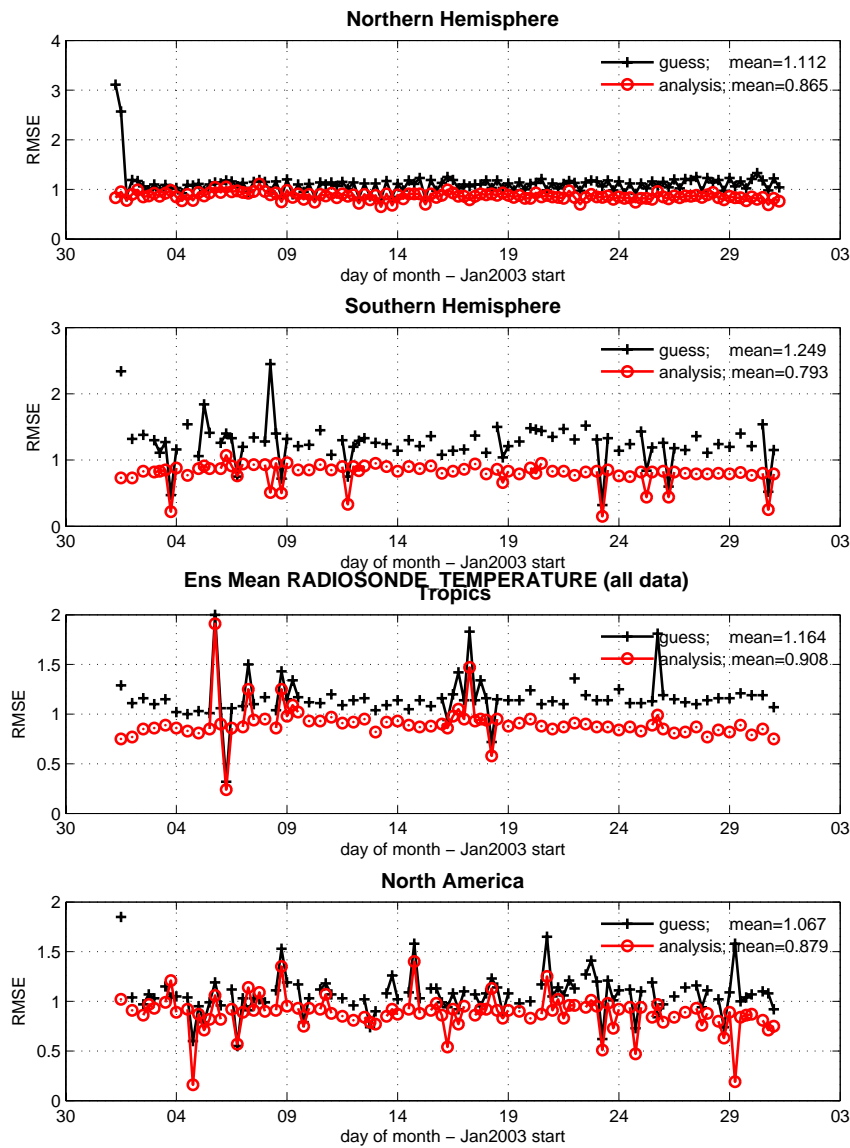 Northern Hemisphere
4
3
2
1
0
RMSE
guess;    mean=1.112
analysis; mean=0.865
30 04 09 14 19 24 29 03
day of month − Jan2003 start
Southern Hemisphere
3
2
1
0
RMSE
guess;    mean=1.249
analysis; mean=0.793
30 04 09 14 19 24 29 03
day of month − Jan2003 start
Ens Mean RADIOSONDE_TEMPERATURE (all data)
Tropics
2
1.5
1
0.5
0
RMSE
guess;    mean=1.164
analysis; mean=0.908
30 04 09 14 19 24 29 03
day of month − Jan2003 start
North America
2
1.5
1
0.5
0
RMSE
guess;    mean=1.067
analysis; mean=0.879
30 04 09 14 19 24 29 03
day of month − Jan2003 start